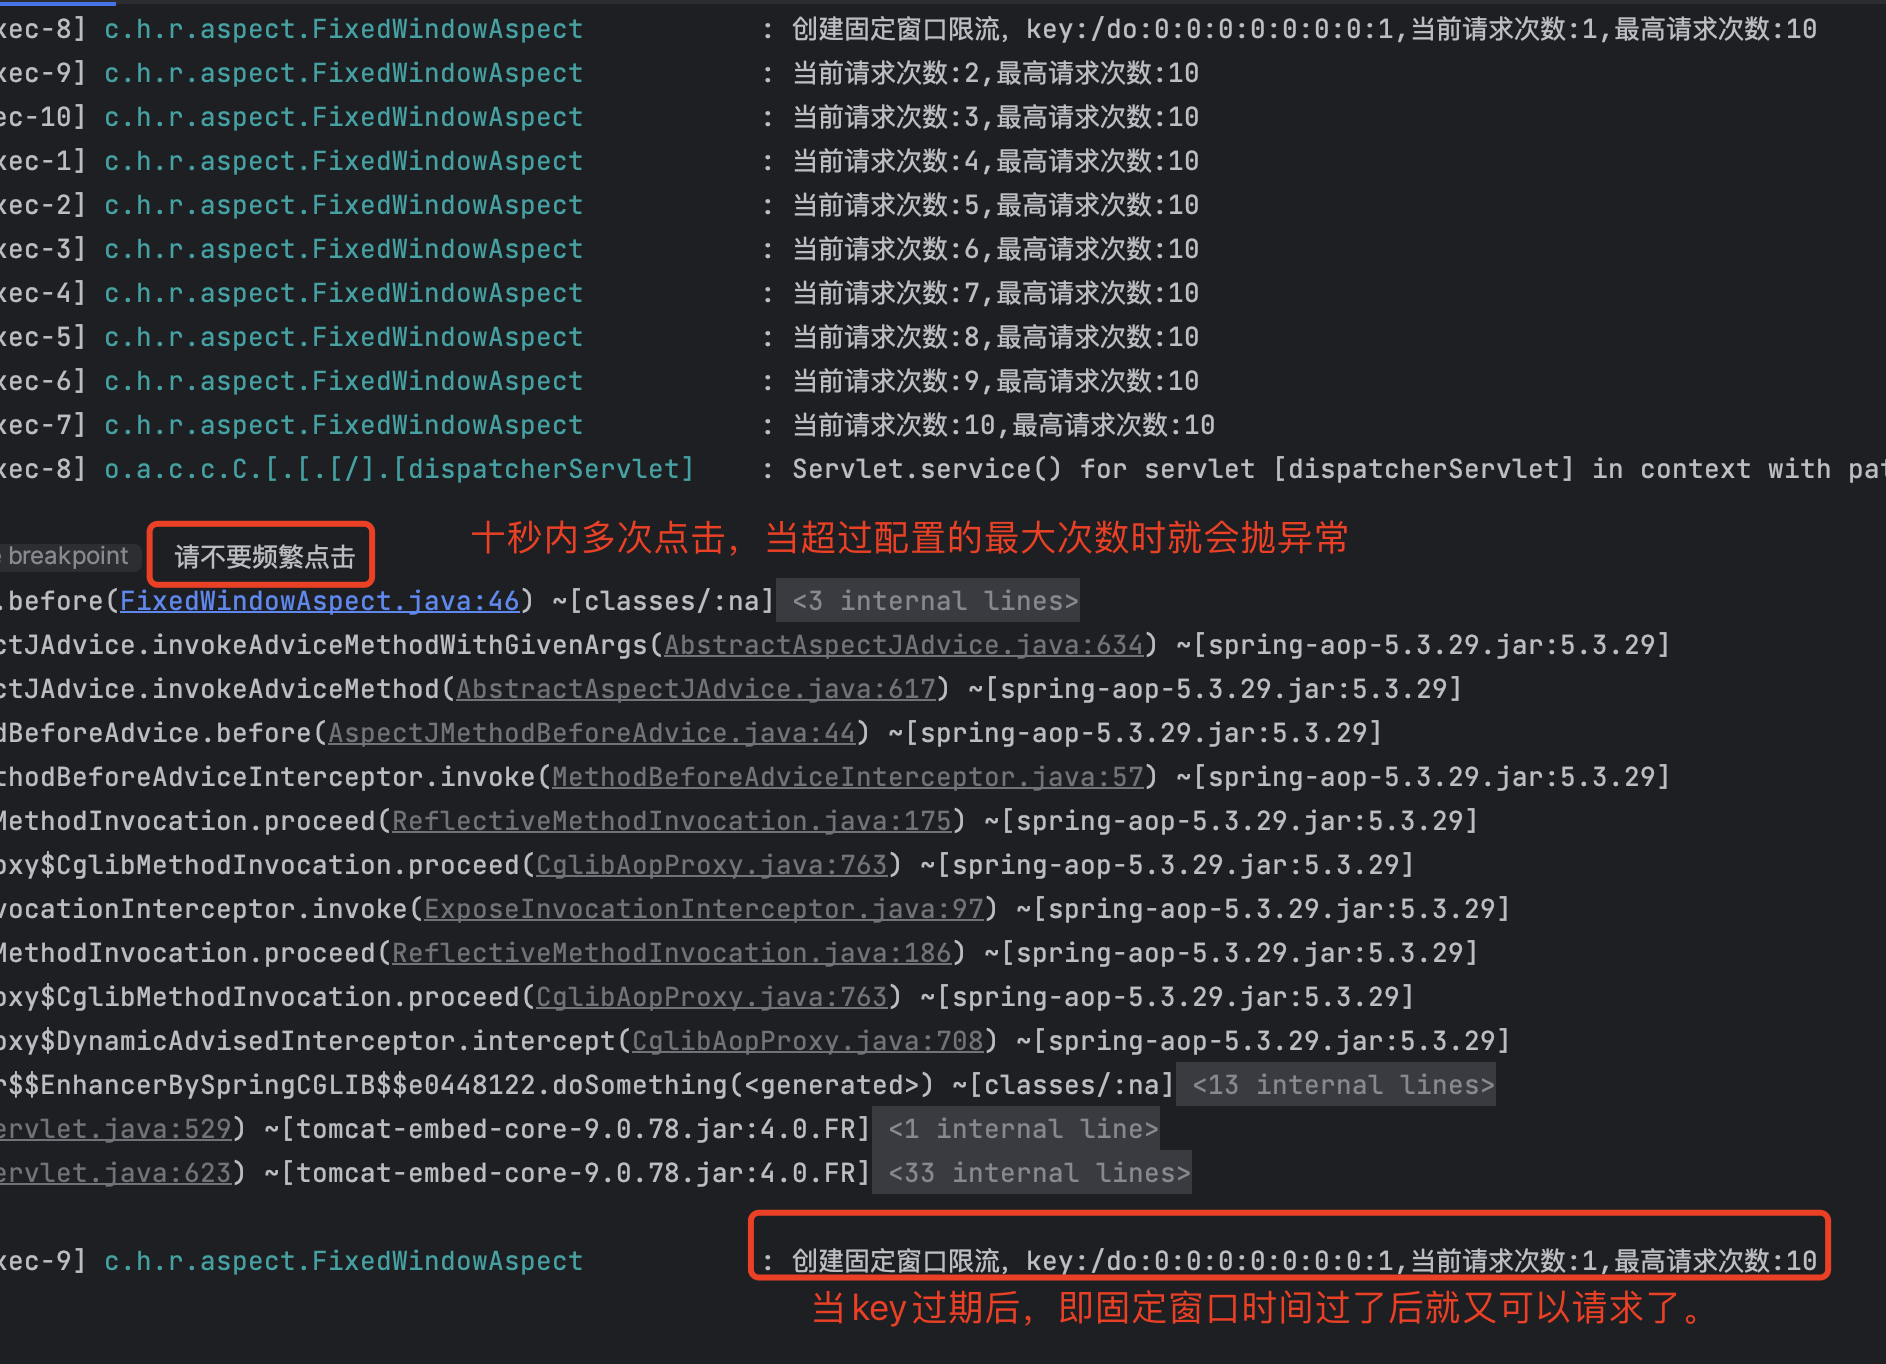 xec-8] c.h.r.aspect.FixedWindowAspect : 创建固定窗口限流，key:/do:0:0:0:0:0:0:0:1,当前请求次数:1,最高请求次数:10
xec-9] c.h.r.aspect.FixedWindowAspect : 当前请求次数:2,最高请求次数:10
ec-10] c.h.r.aspect.FixedWindowAspect : 当前请求次数:3,最高请求次数:10
xec-1] c.h.r.aspect.FixedWindowAspect : 当前请求次数:4,最高请求次数:10
xec-2] c.h.r.aspect.FixedWindowAspect : 当前请求次数:5,最高请求次数:10
xec-3] c.h.r.aspect.FixedWindowAspect : 当前请求次数:6,最高请求次数:10
xec-4] c.h.r.aspect.FixedWindowAspect : 当前请求次数:7,最高请求次数:10
xec-5] c.h.r.aspect.FixedWindowAspect : 当前请求次数:8,最高请求次数:10
xec-6] c.h.r.aspect.FixedWindowAspect : 当前请求次数:9,最高请求次数:10
xec-7] c.h.r.aspect.FixedWindowAspect : 当前请求次数:10,最高请求次数:10
xec-8] o.a.c.c.C.[.[.[/].[dispatcherServlet] : Servlet.service() for servlet [dispatcherServlet] in context with pat
十秒内多次点击，当超过配置的最大次数时就会抛异常
e breakpoint 请不要频繁点击
.before(FixedWindowAspect.java:46) ~[classes/:na] <3 internal lines>
ctJAdvice.invokeAdviceMethodWithGivenArgs(AbstractAspectJAdvice.java:634) ~[spring-aop-5.3.29.jar:5.3.29]
ctJAdvice.invokeAdviceMethod(AbstractAspectJAdvice.java:617) ~[spring-aop-5.3.29.jar:5.3.29]
dBeforeAdvice.before(AspectJMethodBeforeAdvice.java:44) ~[spring-aop-5.3.29.jar:5.3.29]
thodBeforeAdviceInterceptor.invoke(MethodBeforeAdviceInterceptor.java:57) ~[spring-aop-5.3.29.jar:5.3.29]
MethodInvocation.proceed(ReflectiveMethodInvocation.java:175) ~[spring-aop-5.3.29.jar:5.3.29]
oxy$CglibMethodInvocation.proceed(CglibAopProxy.java:763) ~[spring-aop-5.3.29.jar:5.3.29]
vocationInterceptor.invoke(ExposeInvocationInterceptor.java:97) ~[spring-aop-5.3.29.jar:5.3.29]
MethodInvocation.proceed(ReflectiveMethodInvocation.java:186) ~[spring-aop-5.3.29.jar:5.3.29]
oxy$CglibMethodInvocation.proceed(CglibAopProxy.java:763) ~[spring-aop-5.3.29.jar:5.3.29]
oxy$DynamicAdvisedInterceptor.intercept(CglibAopProxy.java:708) ~[spring-aop-5.3.29.jar:5.3.29]
r$$EnhancerBySpringCGLIB$$e0448122.doSomething(<generated>) ~[classes/:na] <13 internal lines>
ervlet.java:529) ~[tomcat-embed-core-9.0.78.jar:4.0.FR] <1 internal line>
ervlet.java:623) ~[tomcat-embed-core-9.0.78.jar:4.0.FR] <33 internal lines>
xec-9] c.h.r.aspect.FixedWindowAspect : 创建固定窗口限流，key:/do:0:0:0:0:0:0:0:1,当前请求次数:1,最高请求次数:10
当key过期后，即固定窗口时间过了后就又可以请求了。